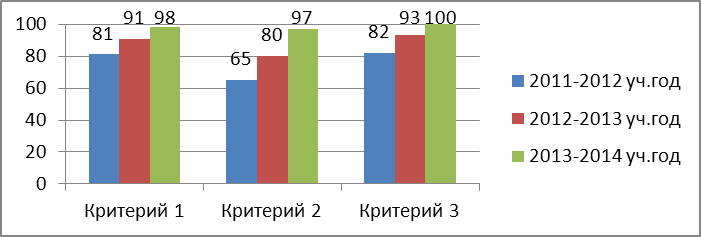 91 98 97 93 100
81 80 82
65
100
80
60
40
20
0
Критерий 1 Критерий 2 Критерий 3
2011-2012 уч.год
2012-2013 уч.год
2013-2014 уч.год